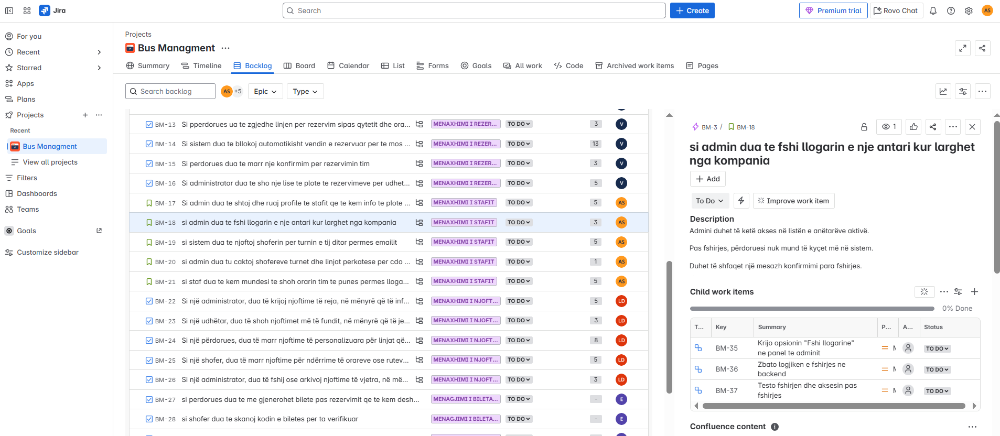 Jira
Search
Create
Premium trial
Rovo Chat
AS
For you
Recent
Starred
Apps
Plans
Projects
Recent
Bus Managment
View all projects
Filters
Dashboards
Teams
Goals
Customize sidebar
Projects
Bus Managment
Summary Timeline Backlog Board Calendar List Forms Goals All work Code Archived work items Pages
Search backlog AS +5 Epic Type
BM-13 Si pperdorues ua te zgjedhe linjen per rezervim sipas qytetit dhe ora... MENAXHIMI I REZER... TO DO 3 V
BM-14 Si sistem dua te bllokoj automatikisht vendin e rezervuar per te mos ... MENAXHIMI I REZER... TO DO 13 V
BM-15 Si perdorues dua te marr nje konfirmim per rezervimin tim MENAXHIMI I REZER... TO DO 3 V
BM-16 Si administrator dua te sho nje lise te plote te rezervimeve per udhet... MENAXHIMI I REZER... TO DO 5 V
BM-17 Si admin dua te shtoj dhe ruaj profile te stafit qe te kem info te plote ... MENAXHIMI I STAFIT TO DO 5 AS
BM-18 si admin dua te fshi llogarin e nje antari kur larghet nga kompania MENAXHIMI I STAFIT TO DO 3 AS
BM-19 si sistem dua te njoftoj shoferin per turnin e tij ditor permes emailit MENAXHIMI I STAFIT TO DO 5 AS
BM-20 si admin dua tu caktoj shofereve turnet dhe linjat perkatese per cdo ... MENAXHIMI I STAFIT TO DO 1 AS
BM-21 si staf dua te kem mundesi te shoh orarin tim te punes permes lloga... MENAXHIMI I STAFIT TO DO 5 AS
BM-22 Si një administrator, dua të krijoj njoftime të reja, në mënyrë që të inf... MENAXHIMI I NJOFT... TO DO 5 LD
BM-23 Si një udhëtar, dua të shoh njoftimet më të fundit, në mënyrë që të je... MENAXHIMI I NJOFT... TO DO 3 LD
BM-24 Si një përdorues, dua të marr njoftime të personalizuara për linjat që... MENAXHIMI I NJOFT... TO DO 8 LD
BM-25 Si një shofer, dua të marr njoftime për ndërrime të orareve ose rutev... MENAXHIMI I NJOFT... TO DO 5 LD
BM-26 Si një administrator, dua të fshij ose arkivoj njoftime të vjetra, në më... MENAXHIMI I NJOFT... TO DO 3 LD
BM-27 si perdorues dua te me gjenerohet bilete pas rezervimit qe te kem desh... MENAGJIMI I BILETA... TO DO - E
BM-28 si shofer dua te skanoj kodin e biletes per ta verifikuar MENAGJIMI I BILETA... TO DO - E
BM-3 / BM-18 1
si admin dua te fshi llogarin e nje antari kur larghet
nga kompania
Add
To Do Improve work item
Description
Admini duhet të ketë akses në listën e anëtarëve aktivë.
Pas fshirjes, përdoruesi nuk mund të kyçet më në sistem.
Duhet të shfaqet një mesazh konfirmimi para fshirjes.
Child work items
0% Done
T... Key Summary P... A... Status
BM-35 Krijo opsionin "Fshi llogarine"
ne panel te adminit TO DO
BM-36 Zbato logjiken e fshirjes ne
backend TO DO
BM-37 Testo fshirjen dhe aksesin pas
fshirjes TO DO
Confluence content